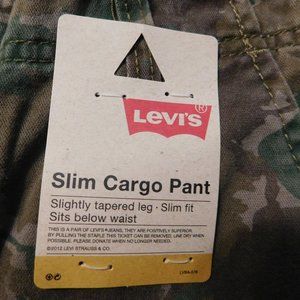 LEVI'S®
Slim Cargo Pant
Slightly tapered leg · Slim fit
Sits below waist
THIS IS A PAIR OF LEVI'S® JEANS. THEY ARE POSITIVELY SUPERIOR.
BY PULLING THE STAPLE THIS TICKET CAN BE REMOVED. LINE DRY WHEN
POSSIBLE. PLEASE DONATE WHEN NO LONGER NEEDED.
©2012 LEVI STRAUSS & CO.